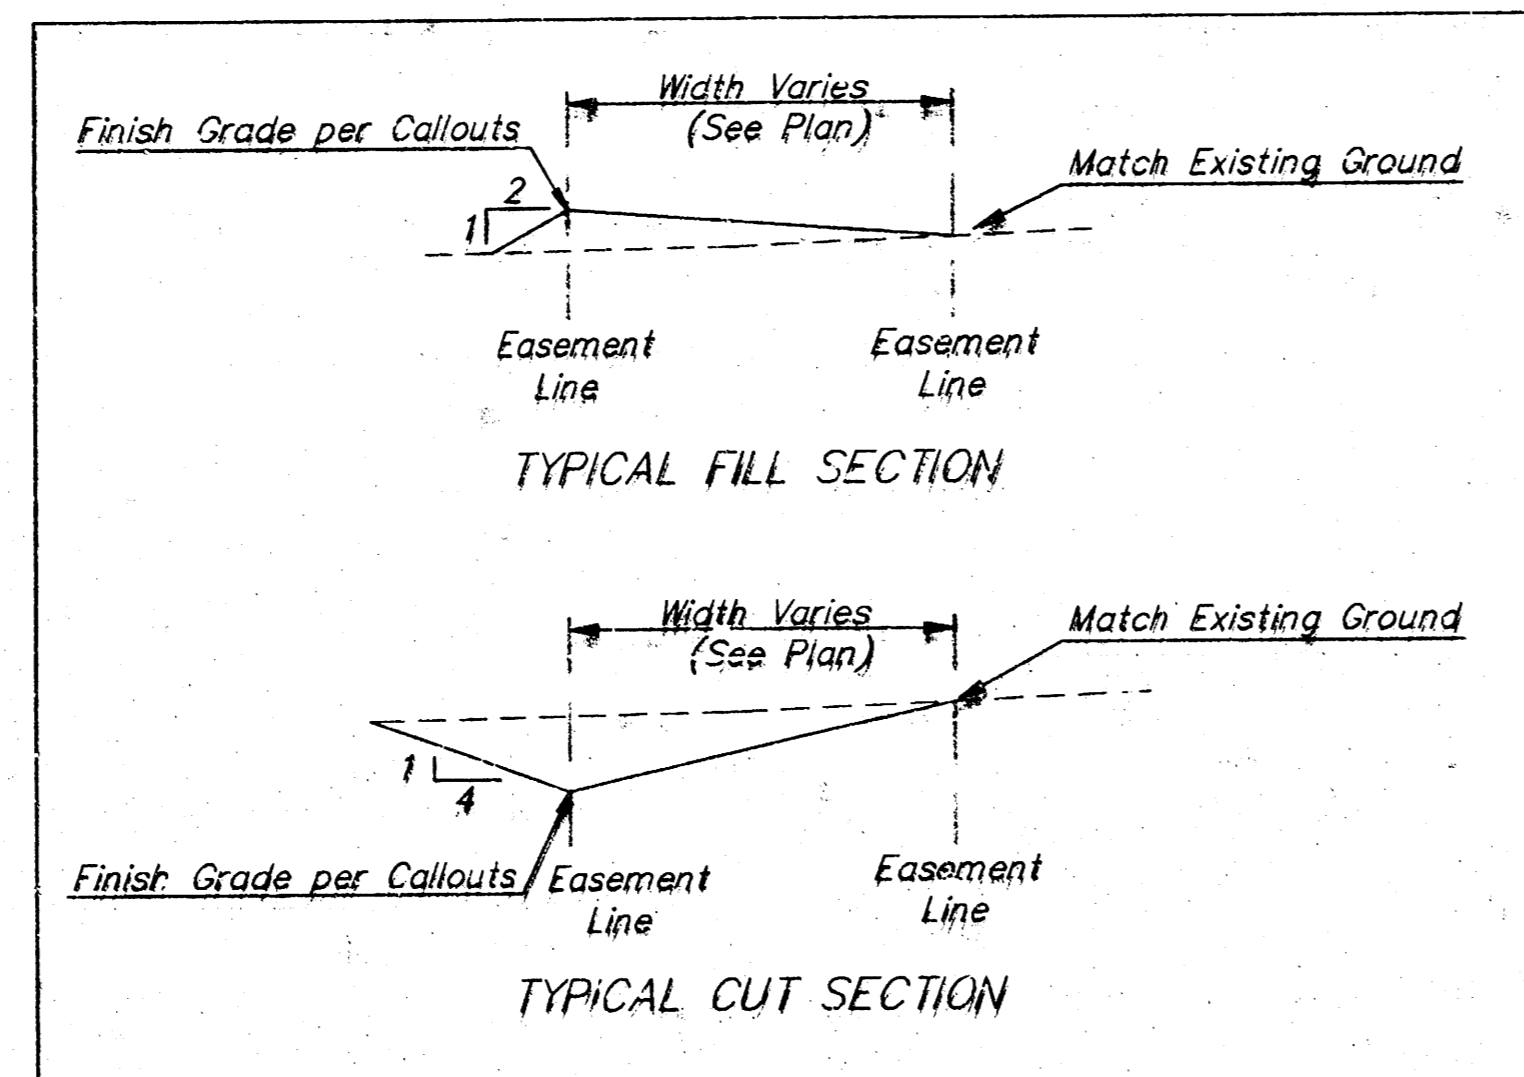 Width Varies
(See Plan)
Finish Grade per Callouts
Match Existing Ground
2
1
Easement
Line
Easement
Line
TYPICAL FILL SECTION
Width Varies
(See Plan)
Match Existing Ground
1
4
Finish Grade per Callouts
Easement
Line
Easement
Line
TYPICAL CUT SECTION